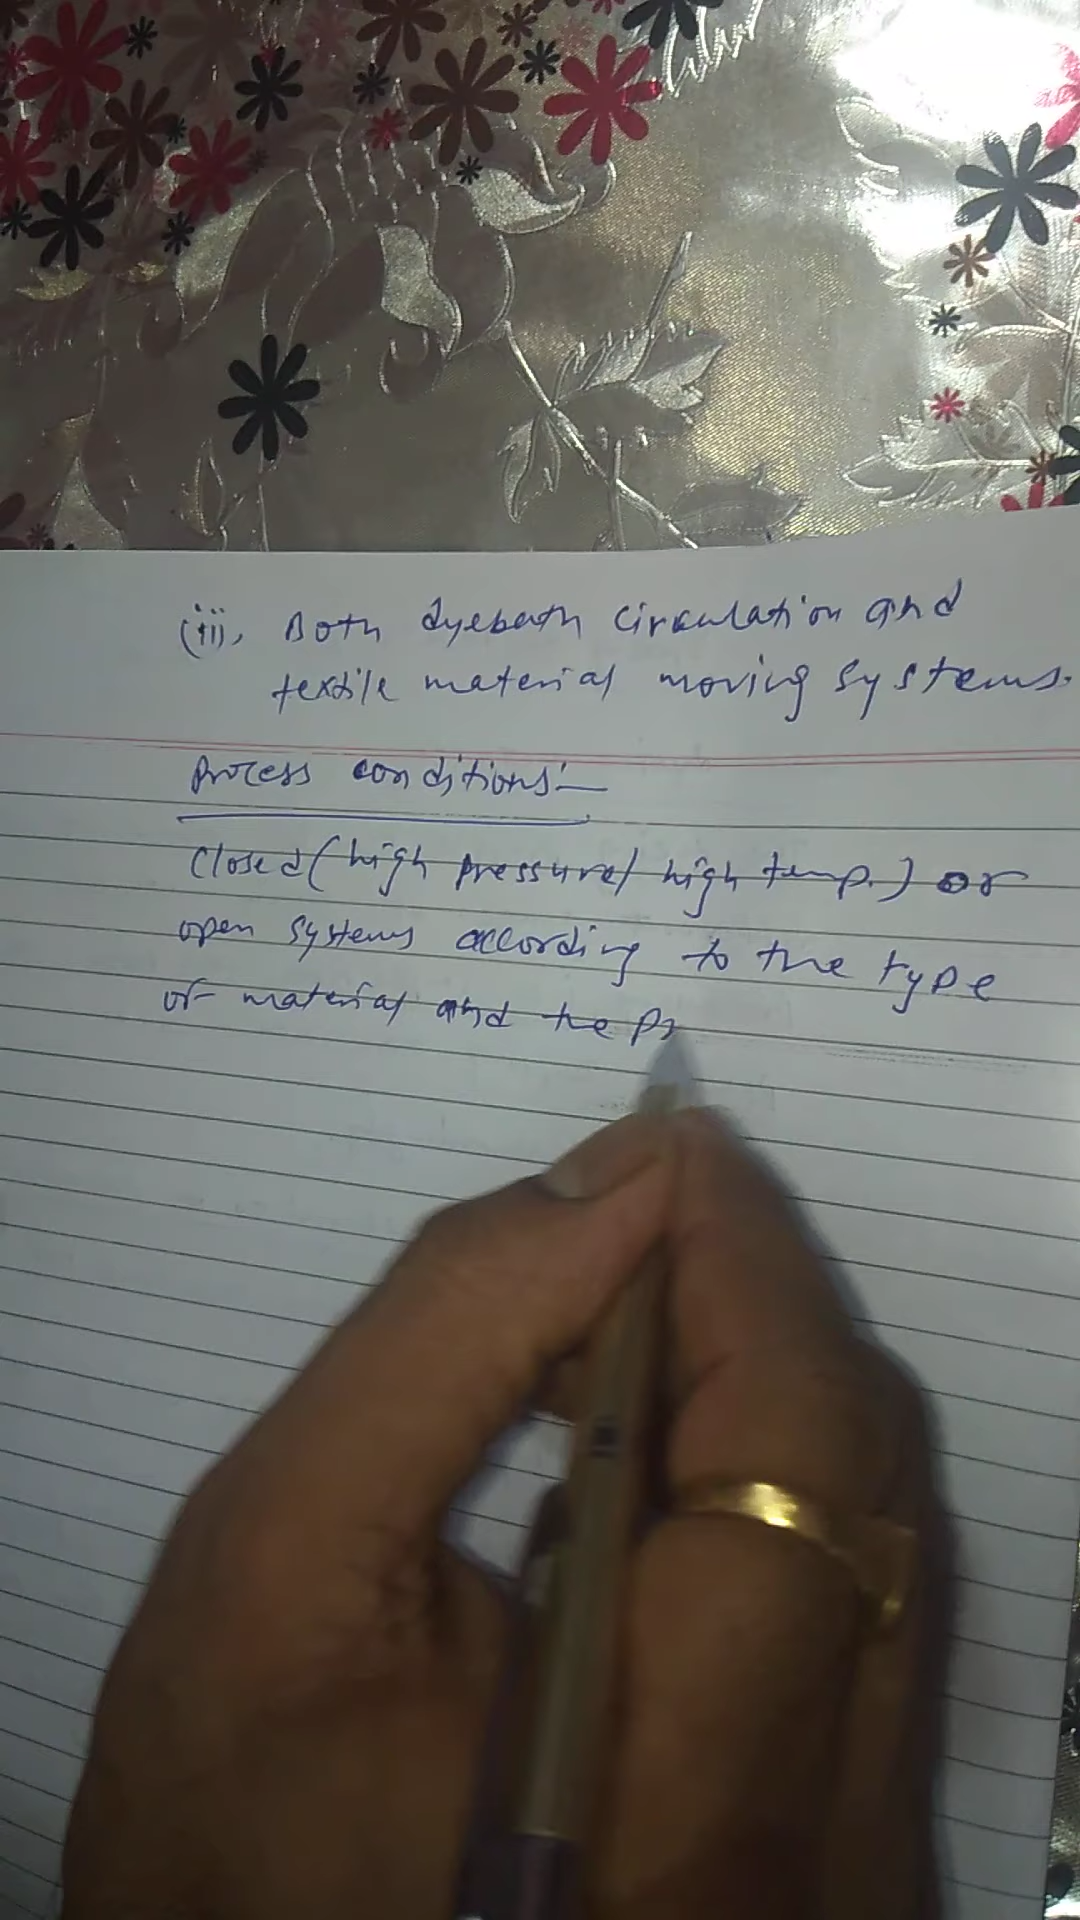 (iii), Both dyebath circulation and
textile material moving systems.
Process conditions:-
Closed (high pressure/ high temp.) or
open systems according to the type
of material and the Pr